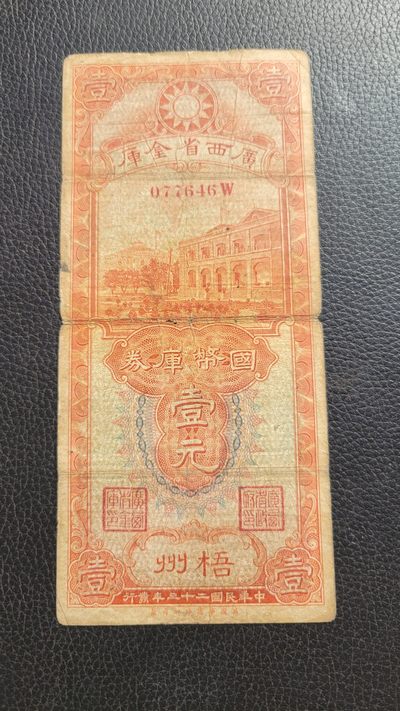 壹 壹
廣西省金庫
077646W
國幣庫券
壹元
梧州
壹 壹
中華民國二十三年發行